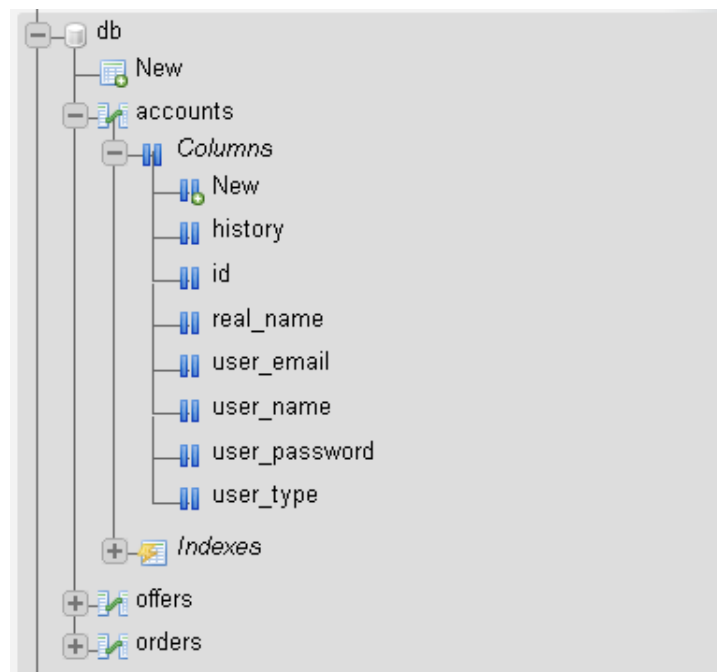 db
New
accounts
Columns
New
history
id
real_name
user_email
user_name
user_password
user_type
Indexes
offers
orders